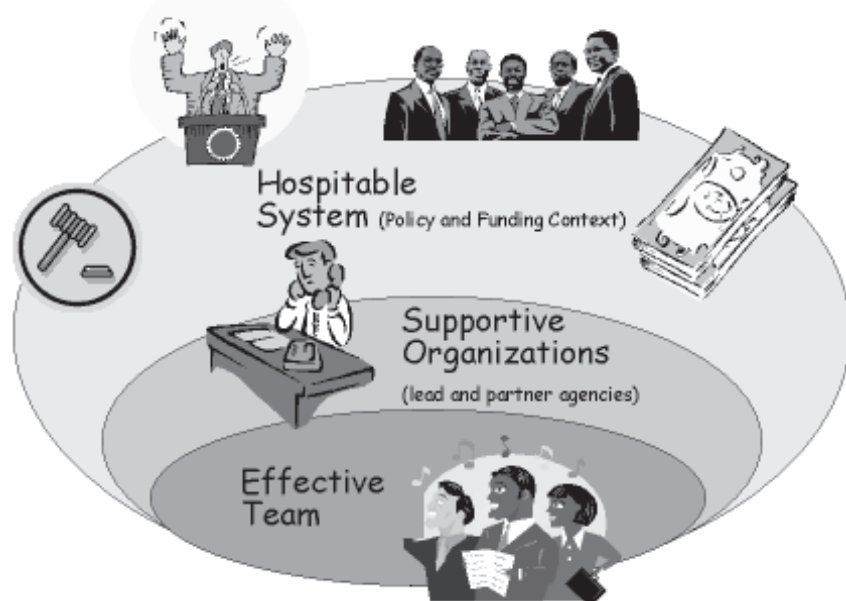 Hospitable
System (Policy and Funding Context)
Supportive
Organizations
(lead and partner agencies)
Effective
Team